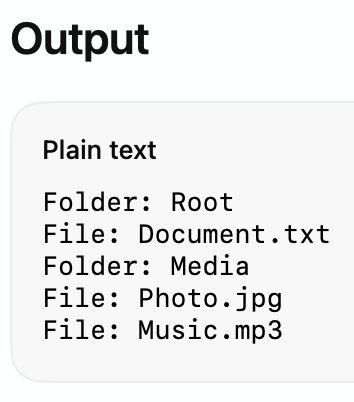 Output
Plain text
Folder: Root
File: Document.txt
Folder: Media
File: Photo.jpg
File: Music.mp3